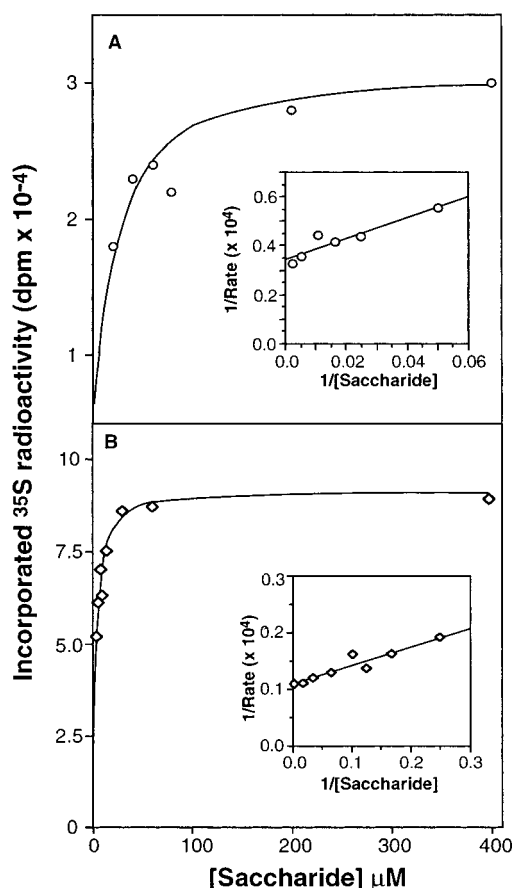 A
3
2
1
Incorporated 35S radioactivity (dpm x 10-4)
1/Rate (x 10⁴)
0.6
0.4
0.2
0.0
0.0 0.02 0.04 0.06
1/[Saccharide]
B
10
7.5
5.0
2.5
0
1/Rate (x 10⁴)
0.3
0.2
0.1
0.0
0.0 0.1 0.2 0.3
1/[Saccharide]
0 100 200 300 400
[Saccharide] μM